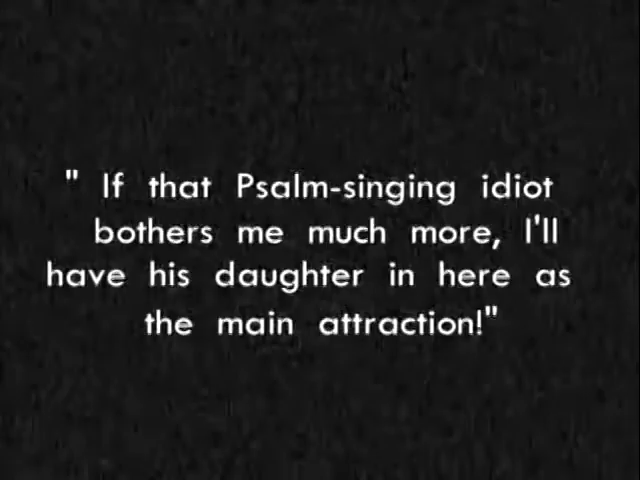 " If that Psalm-singing idiot
bothers me much more, I'll
have his daughter in here as
the main attraction!"